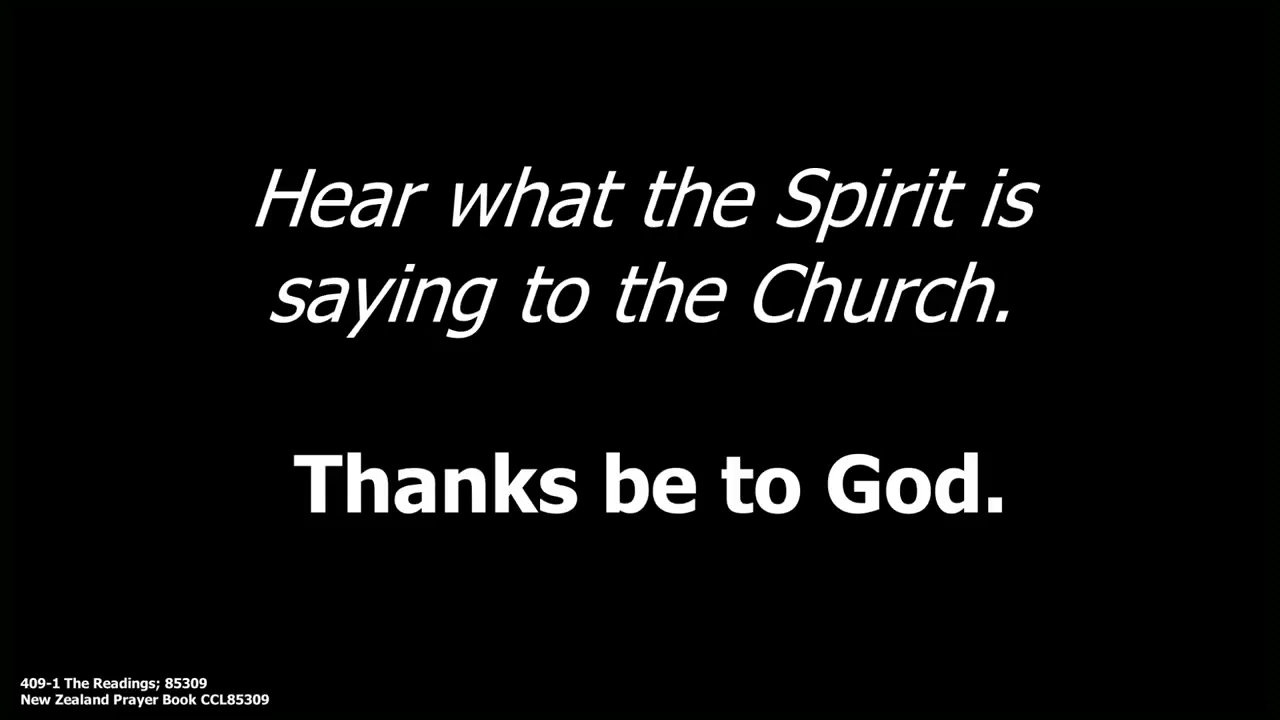 Hear what the Spirit is
saying to the Church.
Thanks be to God.
409-1 The Readings; 85309
New Zealand Prayer Book CCL85309